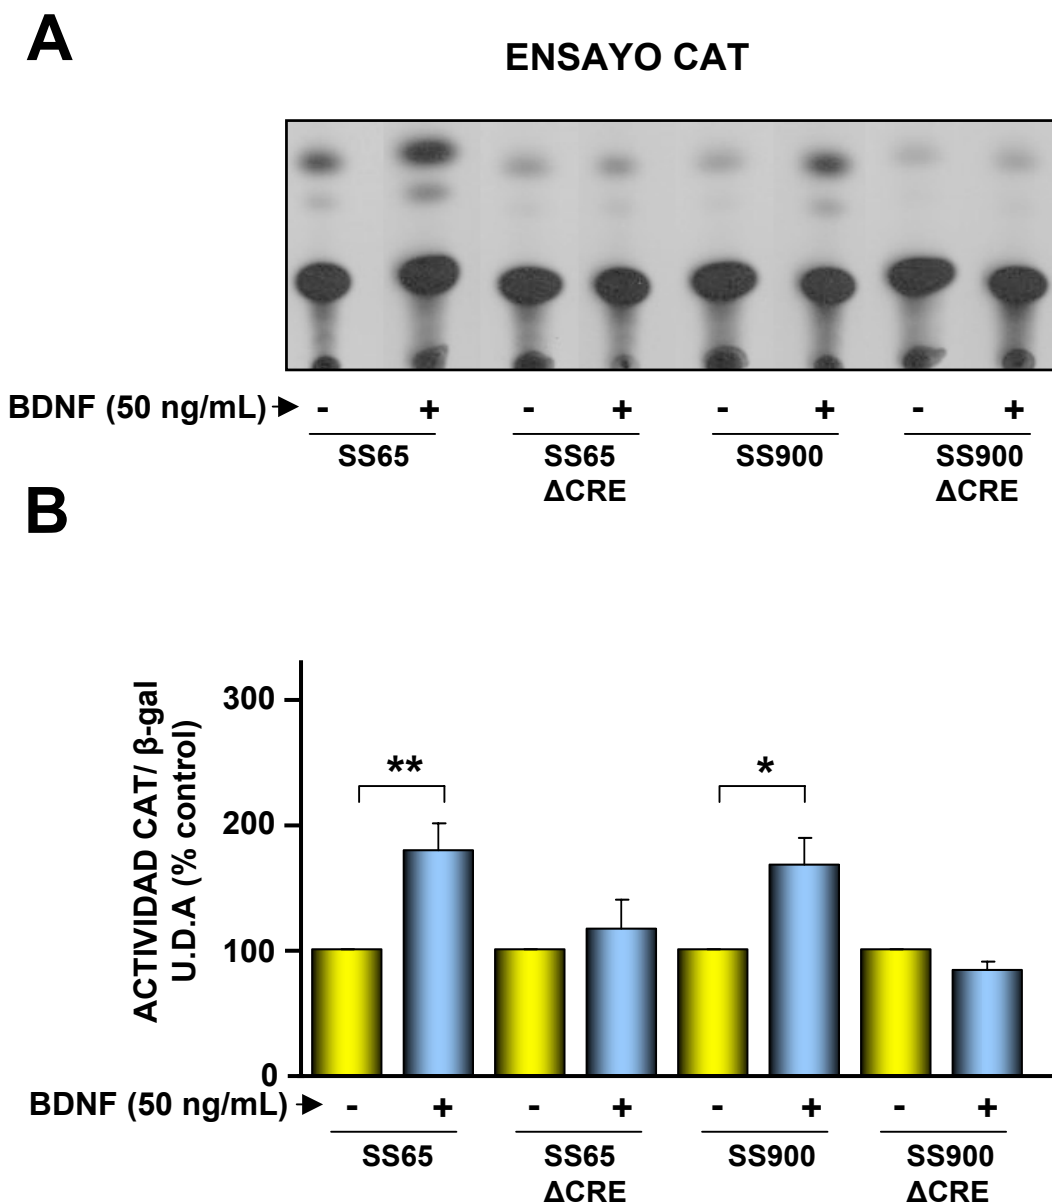 A
ENSAYO CAT
BDNF (50 ng/mL) - + - + - + - +
SS65 SS65 SS900 SS900
ΔCRE ΔCRE
B
ACTIVIDAD CAT/ β-gal
U.D.A (% control)
300
** *
200
100
0
BDNF (50 ng/mL) - + - + - + - +
SS65 SS65 SS900 SS900
ΔCRE ΔCRE